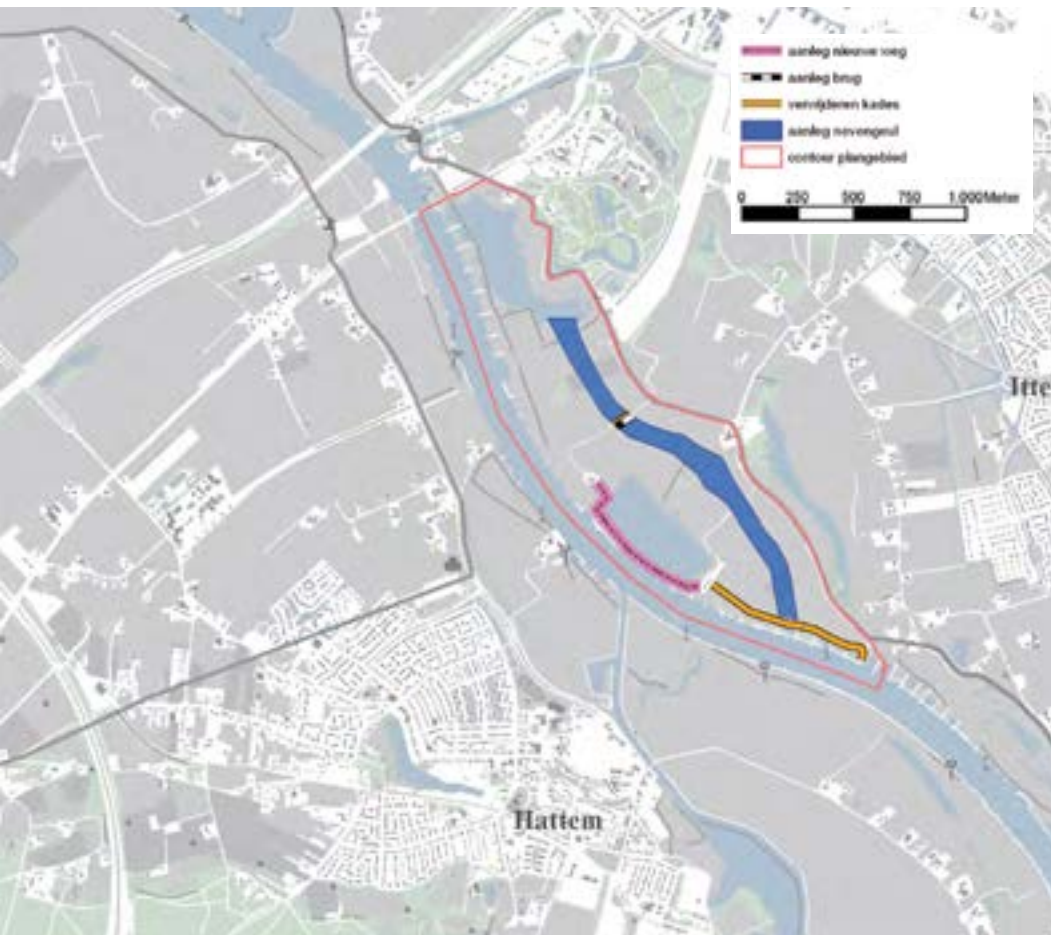 aanleg nieuwe weg
aanleg brug
verwijderen kades
aanleg nevengeul
contour plangebied
0 250 500 750 1.000 Meter
Itte
Hattem